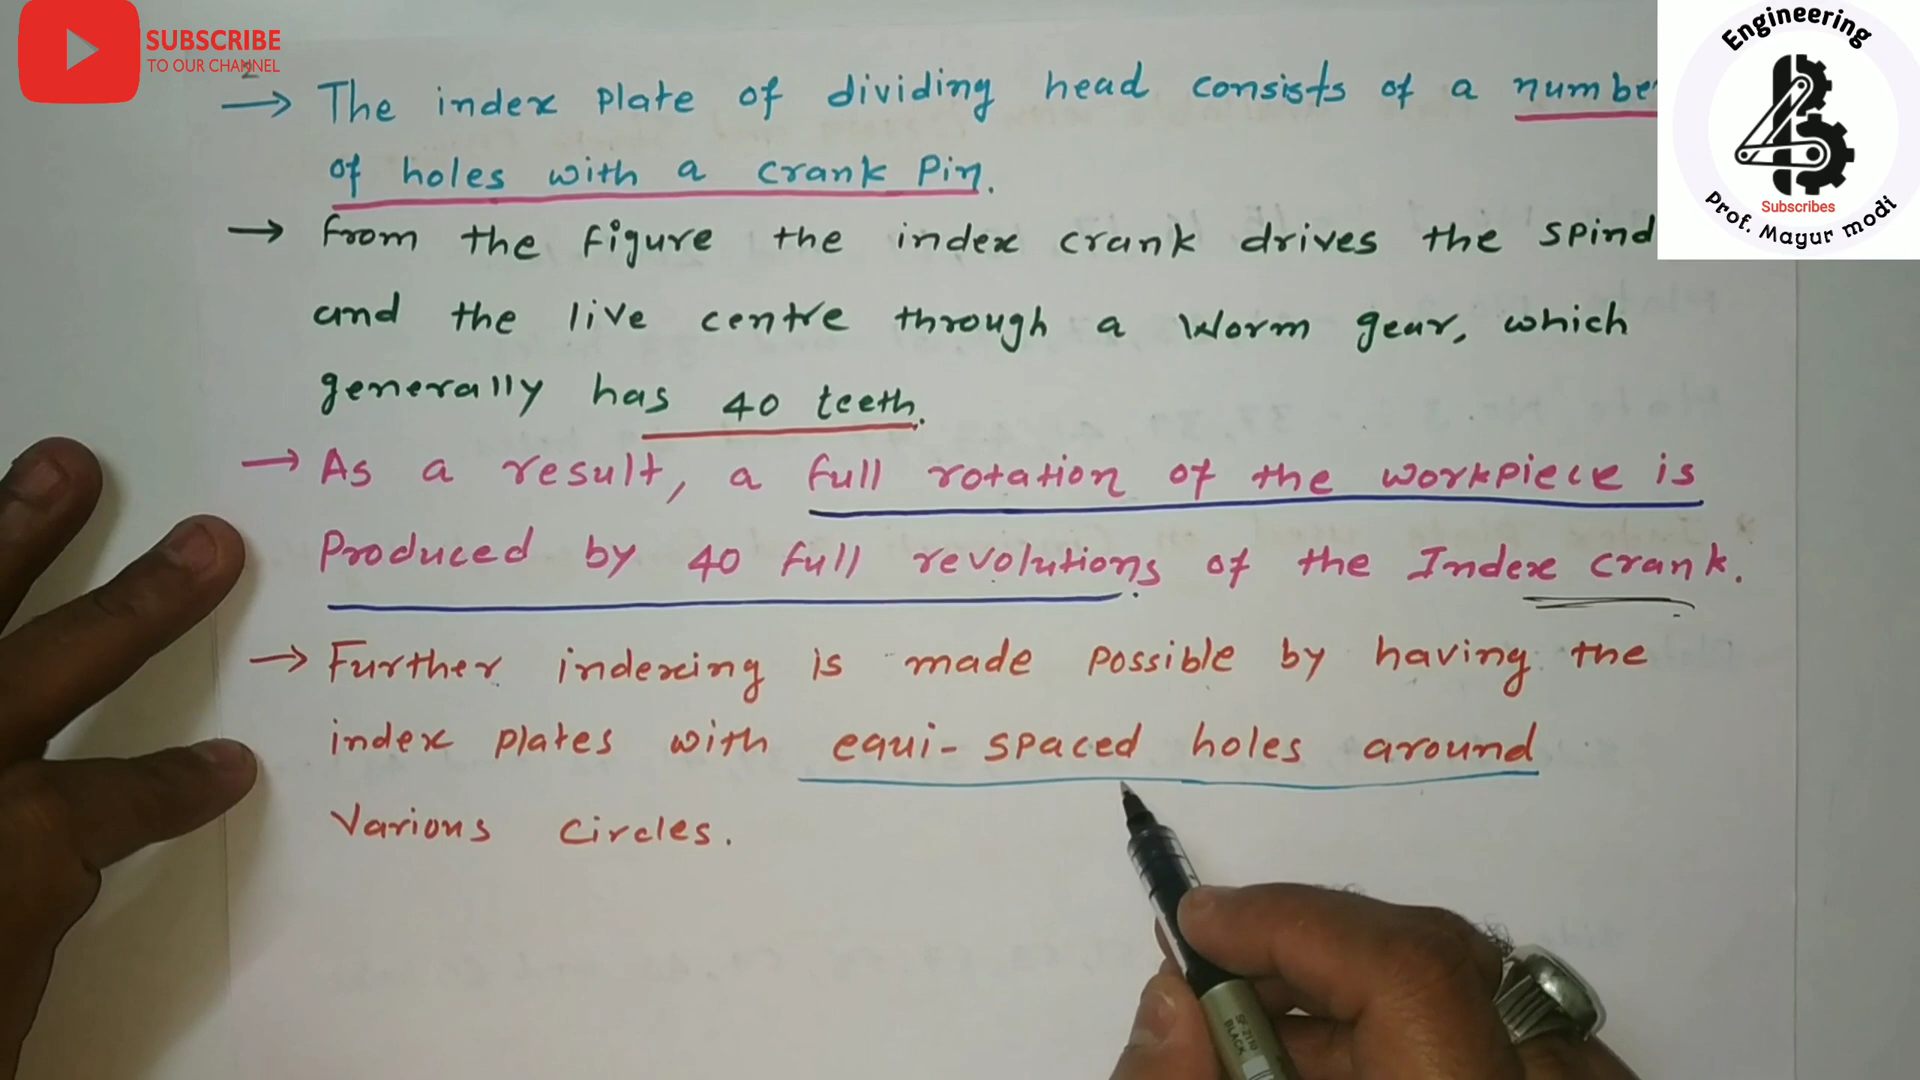 SUBSCRIBE
TO OUR CHANNEL
2
Engineering
Subscribes
Prof. Mayur modi
→ The index plate of dividing head consists of a numbe
of holes with a crank Pin.
→ From the figure the index crank drives the spind
and the live centre through a worm gear, which
generally has 40 teeth.
→ As a result, a full rotation of the workpiece is
Produced by 40 full revolutions of the Index crank.
→ Further indexing is made possible by having the
index plates with equi-spaced holes around
Various circles.
SF-2110
BLACK